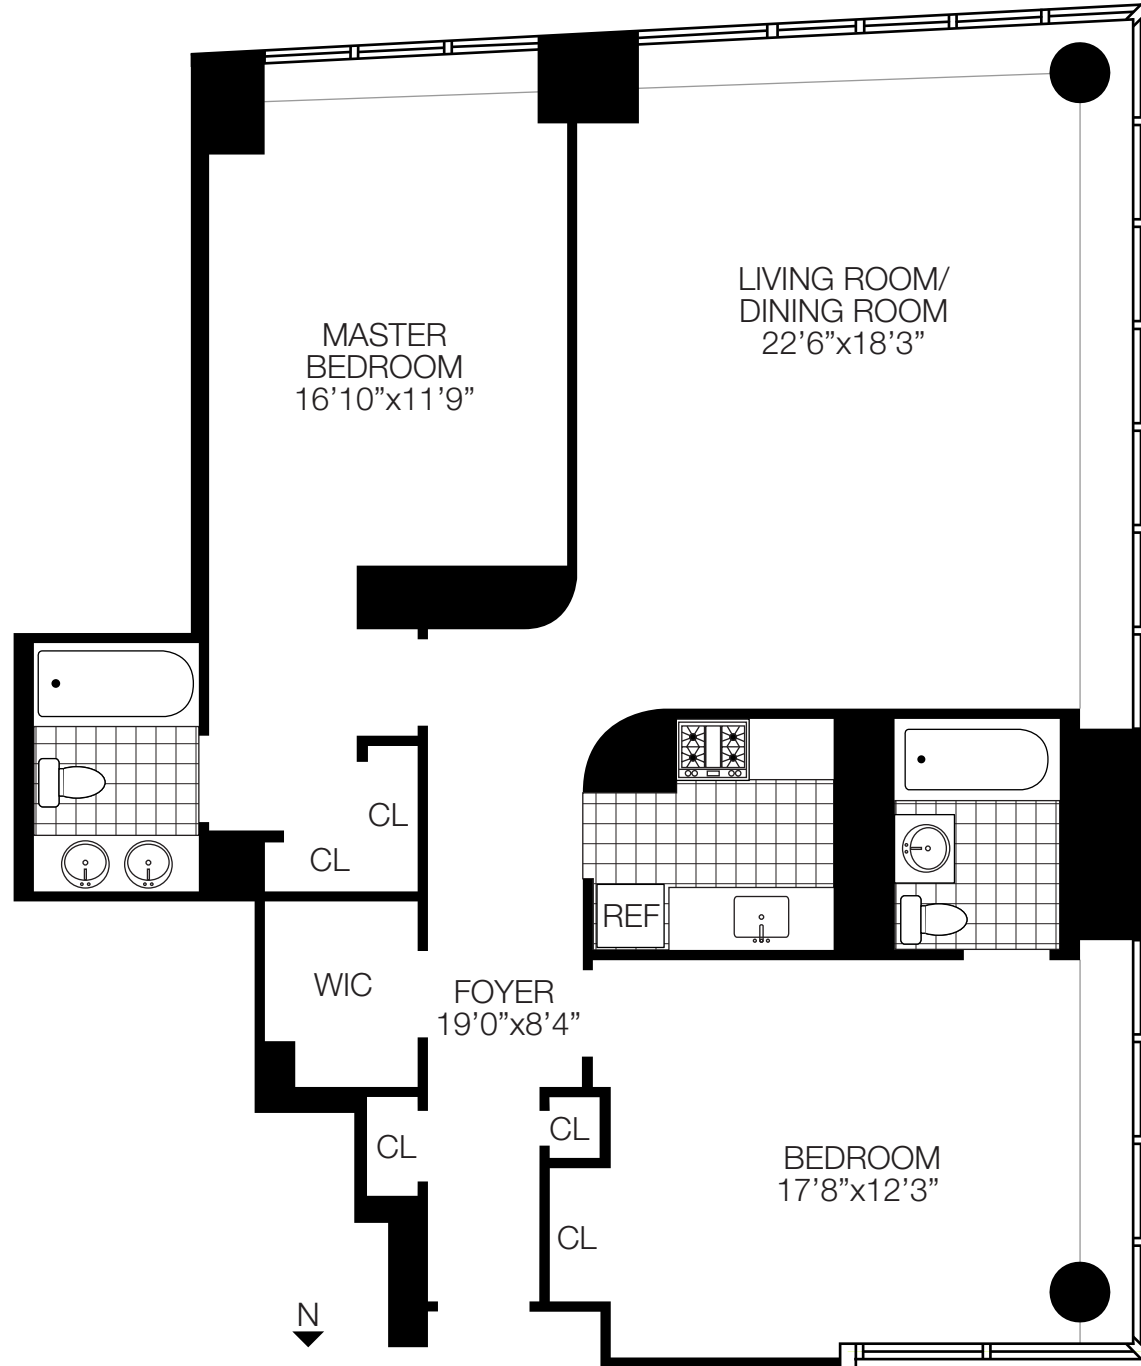 LIVING ROOM/
DINING ROOM
22’6”x18’3”
MASTER
BEDROOM
16’10”x11’9”
CL
CL
REF
WIC
FOYER
19’0”x8’4”
CL
CL
BEDROOM
17’8”x12’3”
CL
N